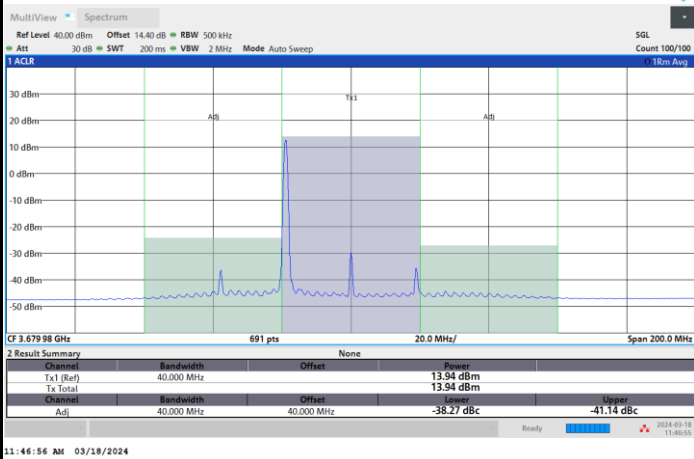 MultiView Spectrum
Ref Level 40.00 dBm Offset 14.40 dB RBW 500 kHz SGL
Att 30 dB SWT 200 ms VBW 2 MHz Mode Auto Sweep Count 100/100
1 ACLR 1Rm Avg
30 dBm
Tx1
20 dBm Adj Adj
10 dBm
0 dBm
-10 dBm
-20 dBm
-30 dBm
-40 dBm
-50 dBm
CF 3.679 98 GHz 691 pts 20.0 MHz/ Span 200.0 MHz
2 Result Summary None
Channel Bandwidth Offset Power
Tx1 (Ref) 40.000 MHz 13.94 dBm
Tx Total 13.94 dBm
Channel Bandwidth Offset Lower Upper
Adj 40.000 MHz 40.000 MHz -38.27 dBc -41.14 dBc
Ready 2024-03-18
11:46:55
11:46:56 AM 03/18/2024